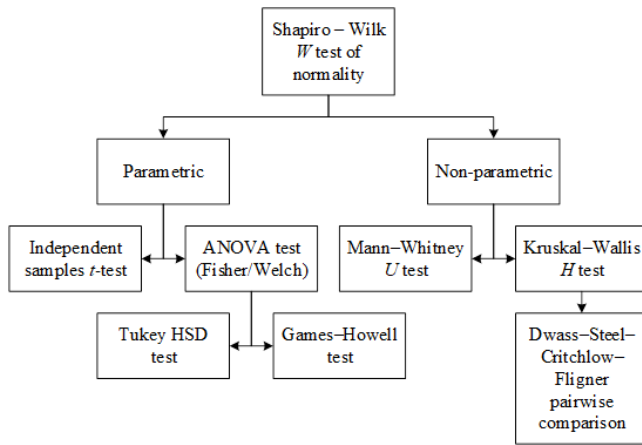 Shapiro – Wilk
W test of
normality
Parametric
Non-parametric
Independent
samples t-test
ANOVA test
(Fisher/Welch)
Mann–Whitney
U test
Kruskal-Wallis
H test
Tukey HSD
test
Games–Howell
test
Dwass–Steel–
Critchlow–
Fligner
pairwise
comparison